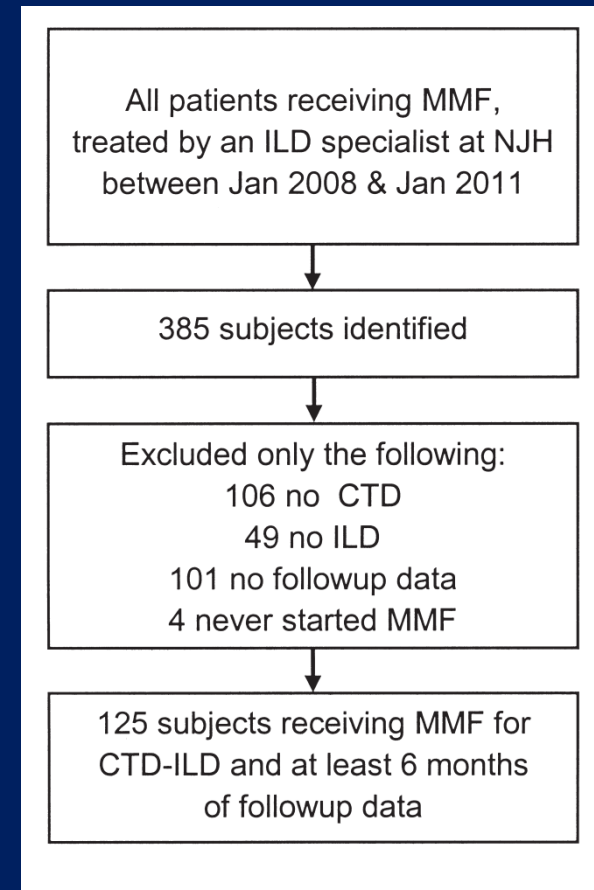 All patients receiving MMF,
treated by an ILD specialist at NJH
between Jan 2008 & Jan 2011
385 subjects identified
Excluded only the following:
106 no CTD
49 no ILD
101 no followup data
4 never started MMF
125 subjects receiving MMF for
CTD-ILD and at least 6 months
of followup data